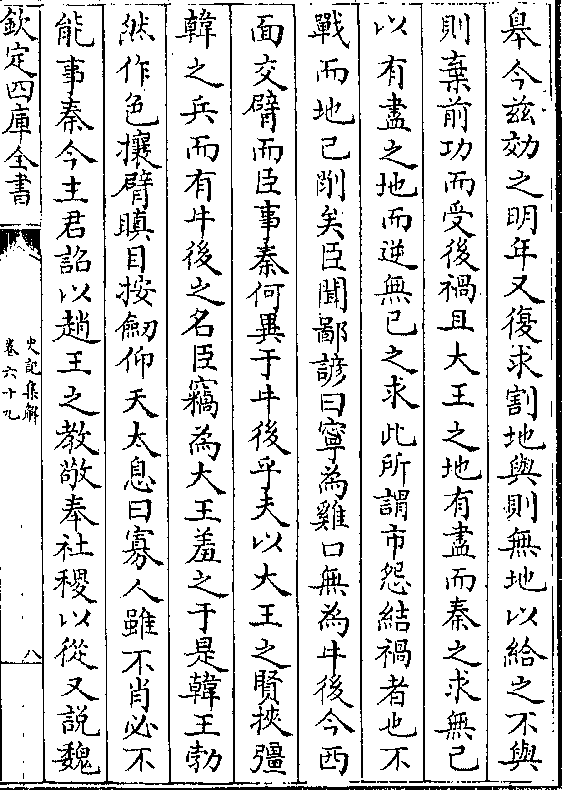 皋今兹効之明年又復求割地與則無地以給之不與
則棄前功而受後禍且大王之地有盡而秦之求無已
以有盡之地而逆無已之求此所謂市怨結禍者也不
戰而地已削矣臣聞鄙諺曰寧為雞口無為牛後今西
面交臂而臣事秦何異于牛後乎夫以大王之賢挾彊
韓之兵而有牛後之名臣竊為大王羞之于是韓王勃
然作色攘臂瞋目按劒仰天太息曰寡人雖不肖必不
能事秦今主君詔以趙王之教敬奉社稷以從又說魏
欽定四庫全書
史記集解
卷六十九
八